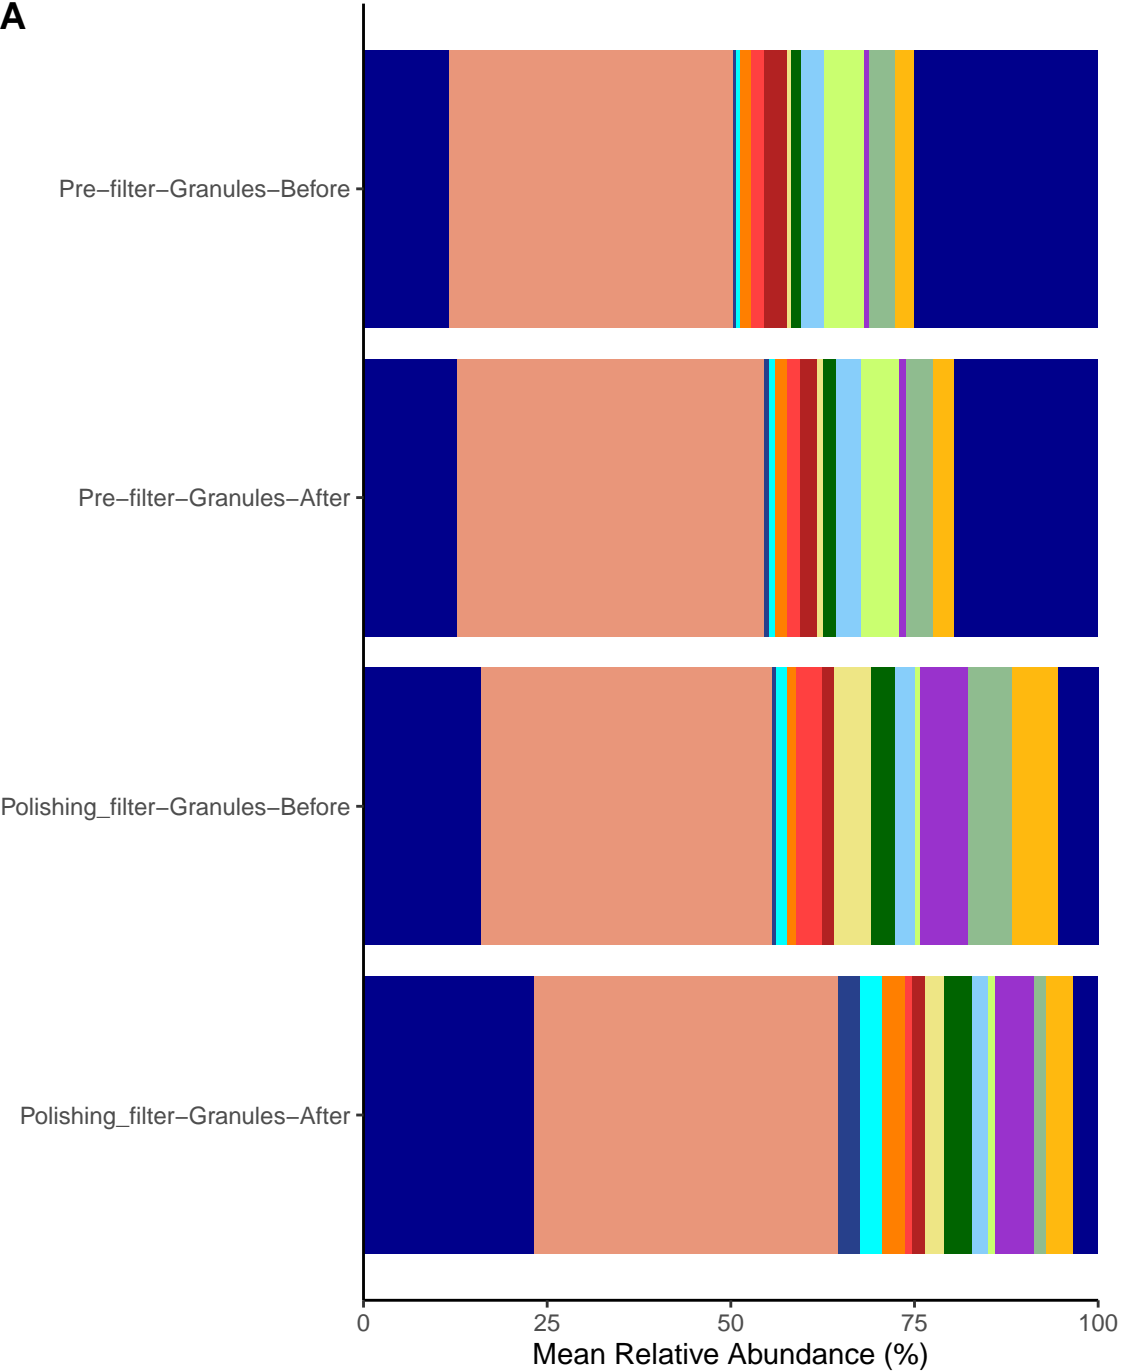 A
Pre−filter−Granules−Before
Pre−filter−Granules−After
Polishing_filter−Granules−Before
Polishing_filter−Granules−After
0 25 50 75 100
Mean Relative Abundance (%)